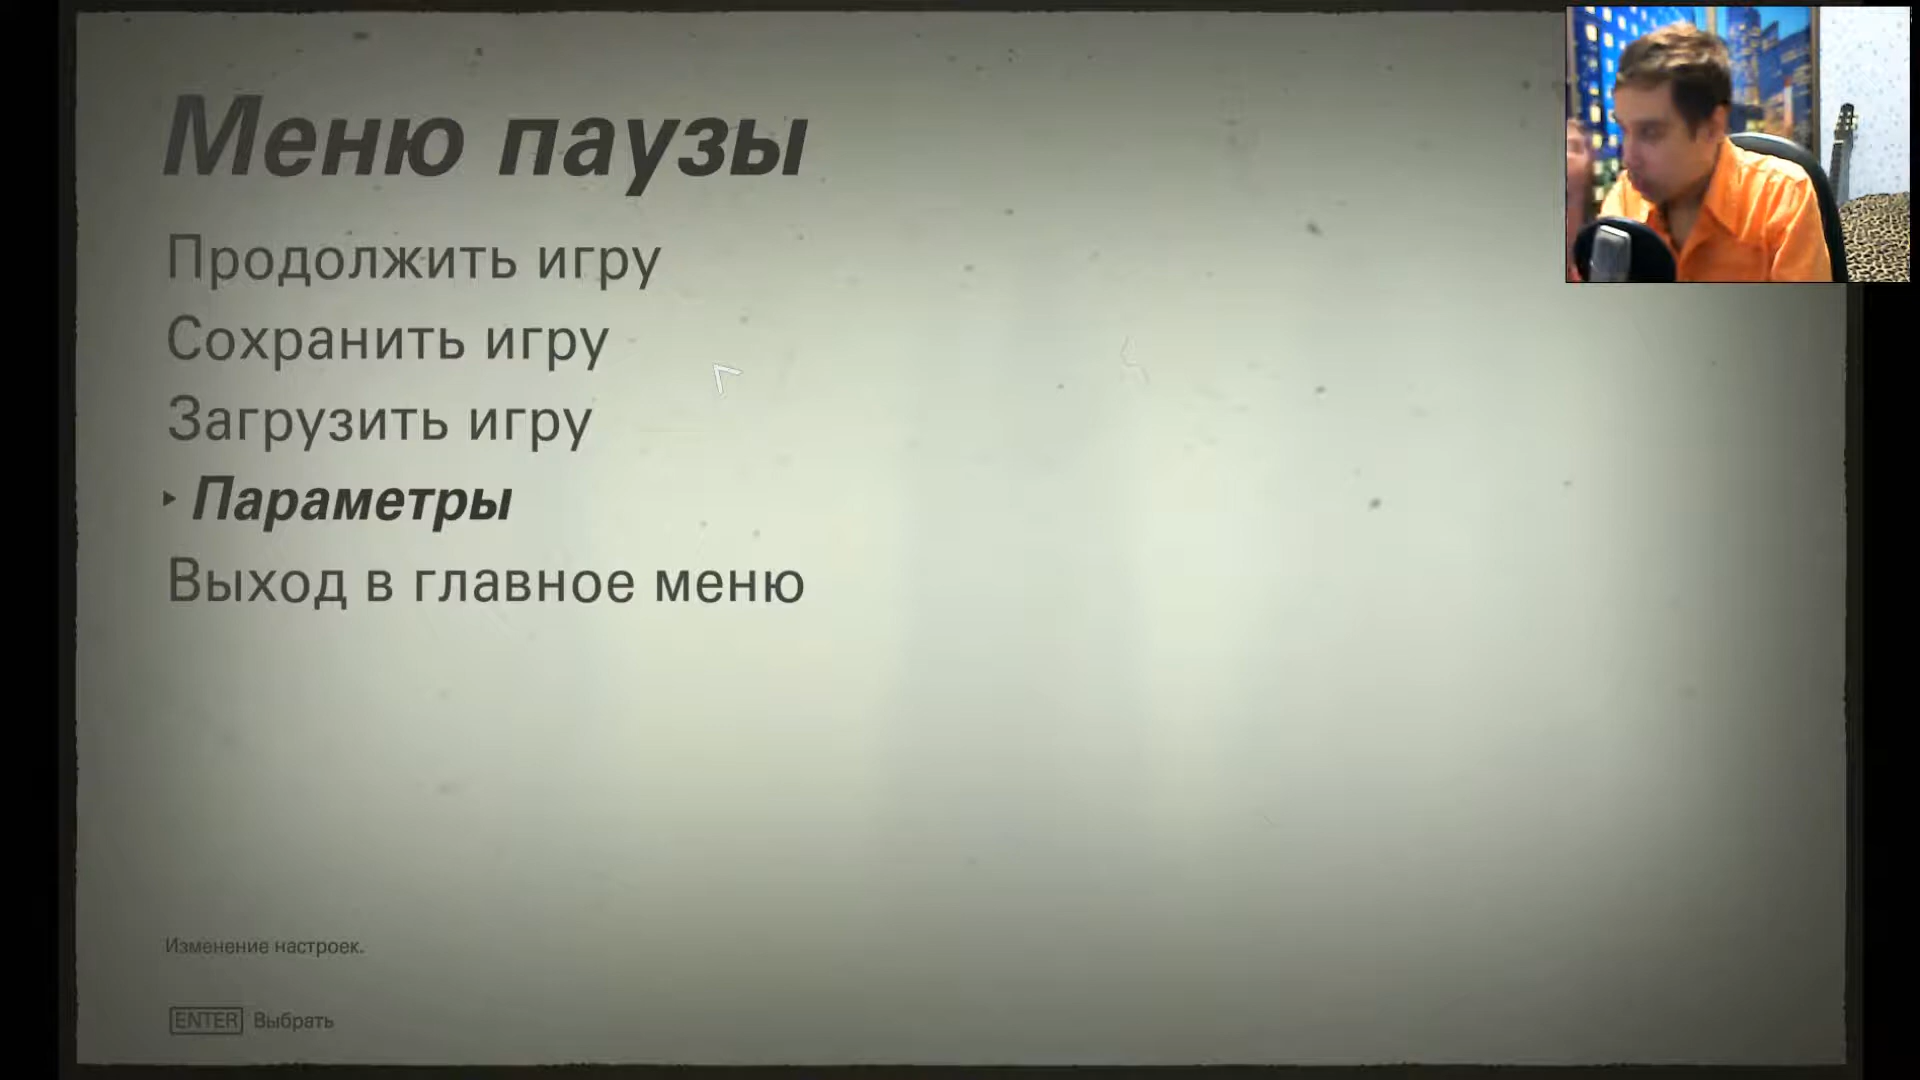 Меню паузы
Продолжить игру
Сохранить игру
Загрузить игру
Параметры
Выход в главное меню
Изменение настроек.
ENTER Выбрать